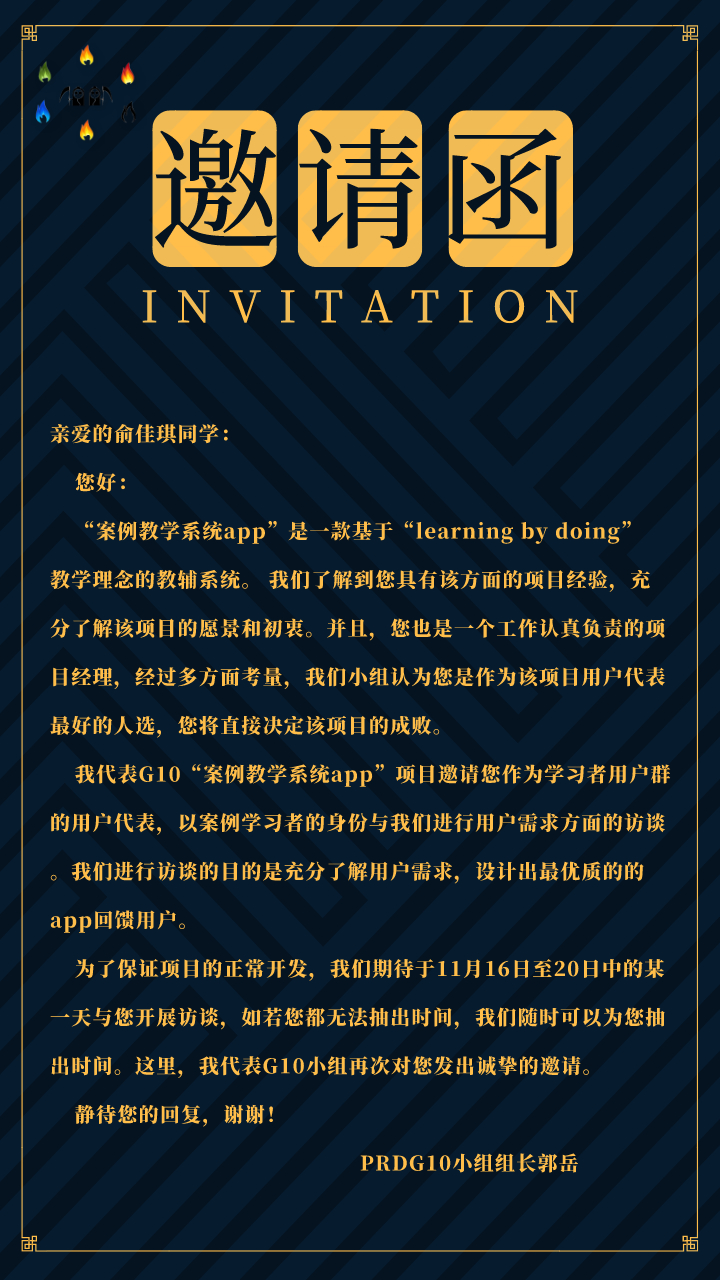 邀请函
INVITATION
亲爱的俞佳琪同学：
您好：
“案例教学系统app”是一款基于“learning by doing”
教学理念的教辅系统。 我们了解到您具有该方面的项目经验，充
分了解该项目的愿景和初衷。并且，您也是一个工作认真负责的项
目经理，经过多方面考量，我们小组认为您是作为该项目用户代表
最好的人选，您将直接决定该项目的成败。
我代表G10“案例教学系统app”项目邀请您作为学习者用户群
的用户代表，以案例学习者的身份与我们进行用户需求方面的访谈
。我们进行访谈的目的是充分了解用户需求，设计出最优质的的
app回馈用户。
为了保证项目的正常开发，我们期待于11月16日至20日中的某
一天与您开展访谈，如若您都无法抽出时间，我们随时可以为您抽
出时间。这里，我代表G10小组再次对您发出诚挚的邀请。
静待您的回复，谢谢！
PRDG10小组组长郭岳